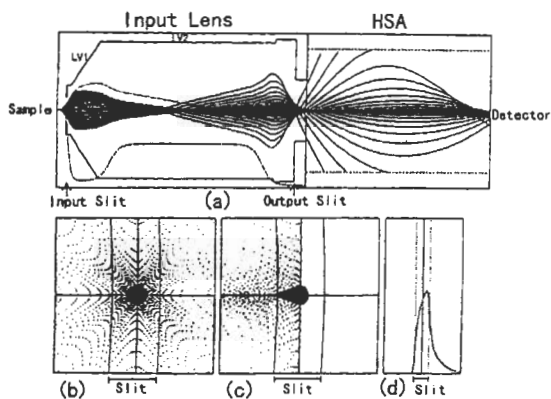 Input Lens HSA
LV1 LV2
Sample Detector
Input Slit (a) Output Slit
(b) Slit (c) Slit (d) Slit